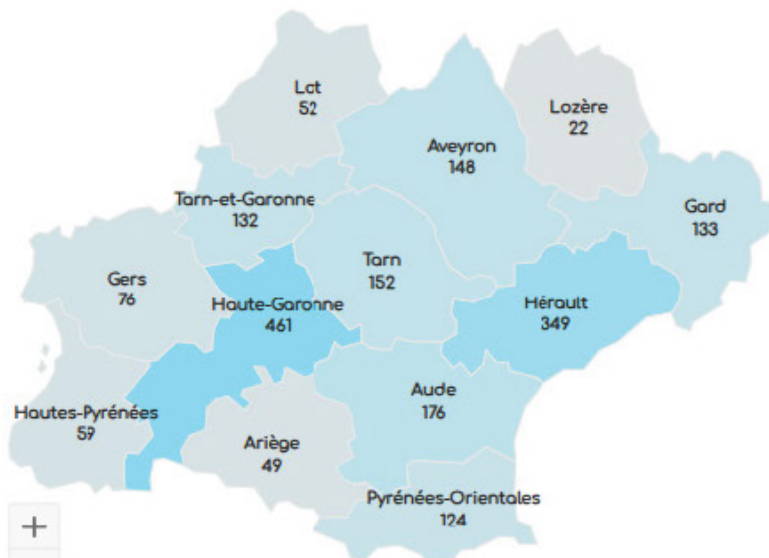 Lot
52
Lozère
22
Aveyron
148
Tarn-et-Garonne
132
Gard
133
Tarn
152
Gers
76
Haute-Garonne
461
Hérault
349
Aude
176
Hautes-Pyrénées
59
Ariège
49
Pyrénées-Orientales
124
+